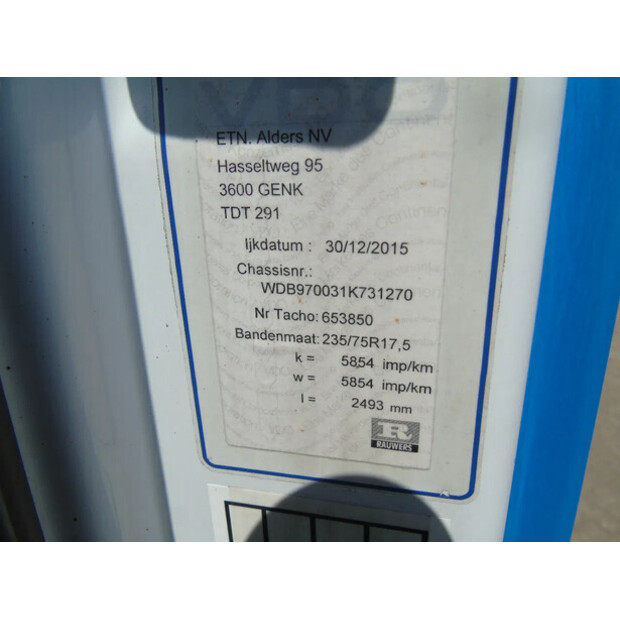 VDO
ETN. Alders NV
Hasseltweg 95
3600 GENK
TDT 291
Ijkdatum : 30/12/2015
Chassisnr.:
WDB970031K731270
Nr Tacho: 653850
Bandenmaat: 235/75R17,5
k = 5854 imp/km
w = 5854 imp/km
l = 2493 mm
R
RAUWERS